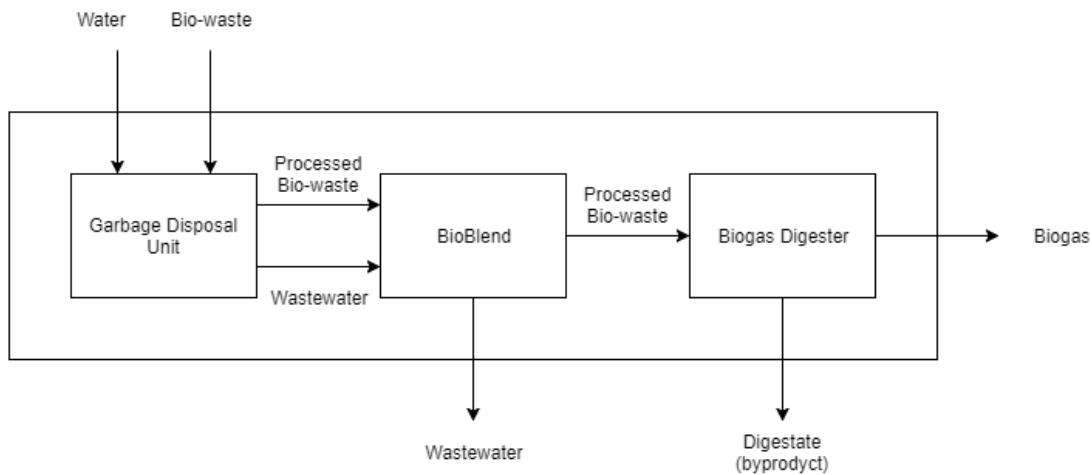 Water
Bio-waste
Processed
Bio-waste
Garbage Disposal
Unit
Wastewater
BioBlend
Processed
Bio-waste
Biogas Digester
Biogas
Wastewater
Digestate
(byprodyct)